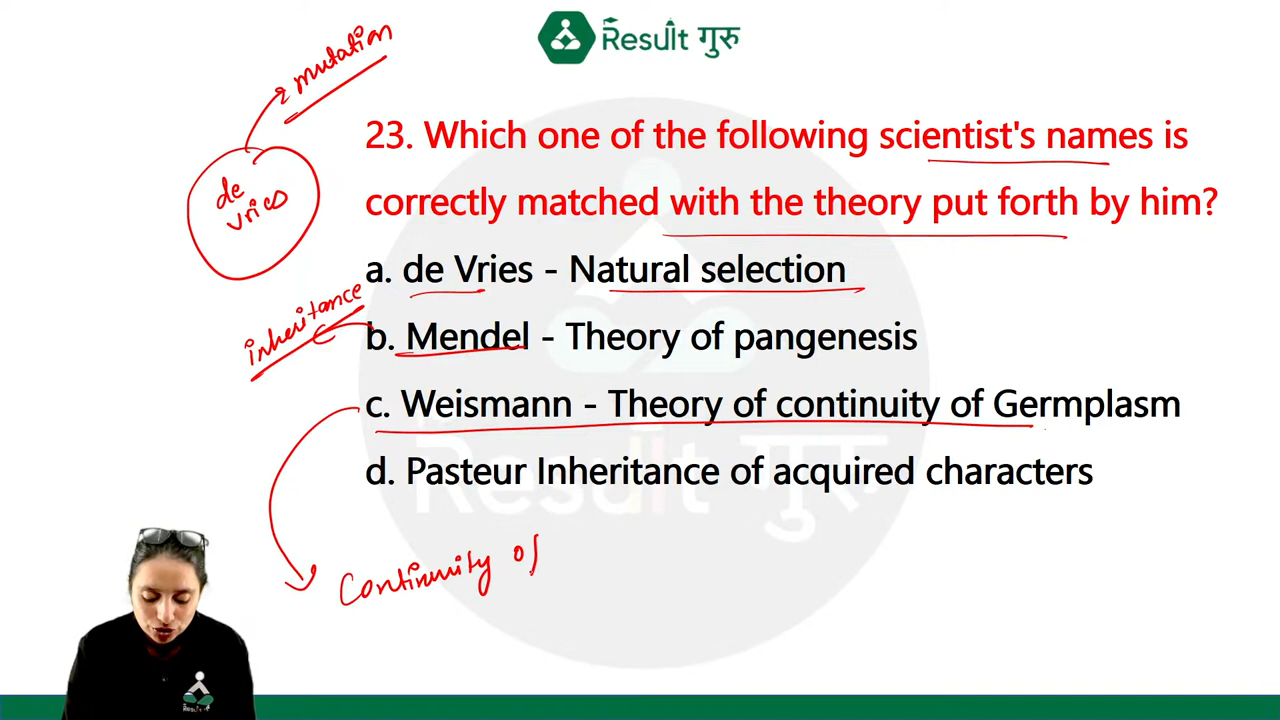 Result गुरु
mutation
23. Which one of the following scientist's names is
correctly matched with the theory put forth by him?
de
vries
a. de Vries - Natural selection
inheritance
b. Mendel - Theory of pangenesis
c. Weismann - Theory of continuity of Germplasm
d. Pasteur Inheritance of acquired characters
Result गुरु
Continuity of
Result गुरु